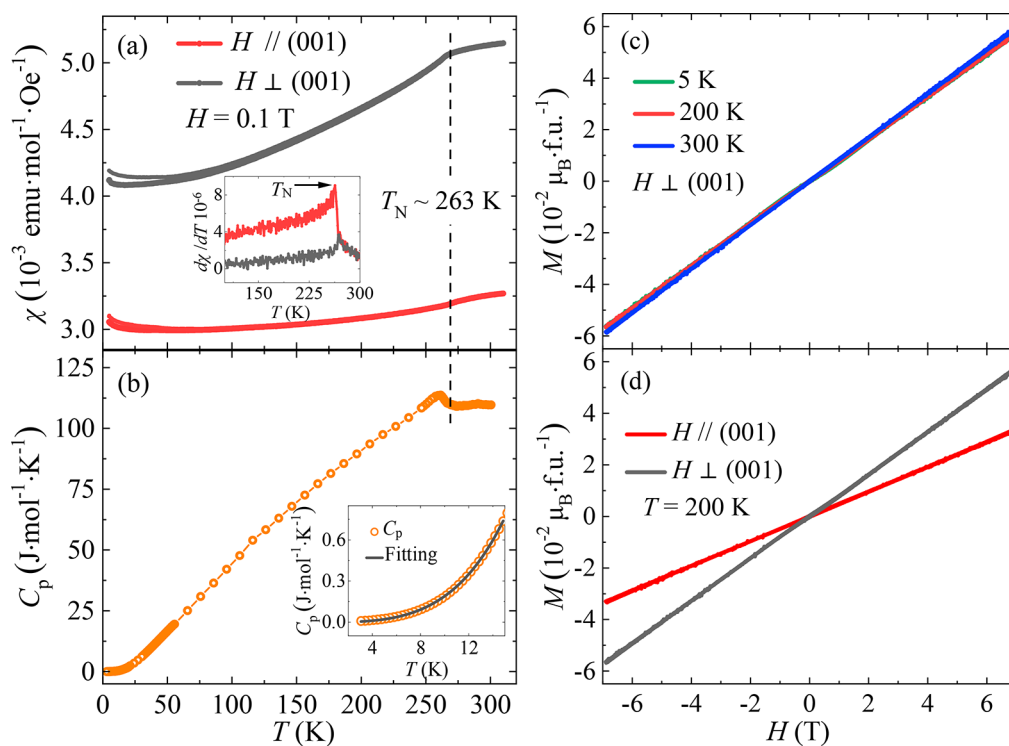 (a)
H // (001)
H ⊥ (001)
H = 0.1 T
5.0
4.5
4.0
3.5
3.0
χ (10⁻³ emu·mol⁻¹·Oe⁻¹)
T_N
T_N ~ 263 K
dχ/dT 10⁻⁶
8
4
0
150 225 300
T (K)
(b)
125
100
75
50
25
0
C_p (J·mol⁻¹·K⁻¹)
C_p
Fitting
C_p (J·mol⁻¹·K⁻¹)
0.6
0.3
0.0
4 8 12
T (K)
0 50 100 150 200 250 300
T (K)
(c)
5 K
200 K
300 K
H ⊥ (001)
6
4
2
0
-2
-4
-6
M (10⁻² μ_B·f.u.⁻¹)
(d)
H // (001)
H ⊥ (001)
T = 200 K
6
4
2
0
-2
-4
-6
M (10⁻² μ_B·f.u.⁻¹)
-6 -4 -2 0 2 4 6
H (T)